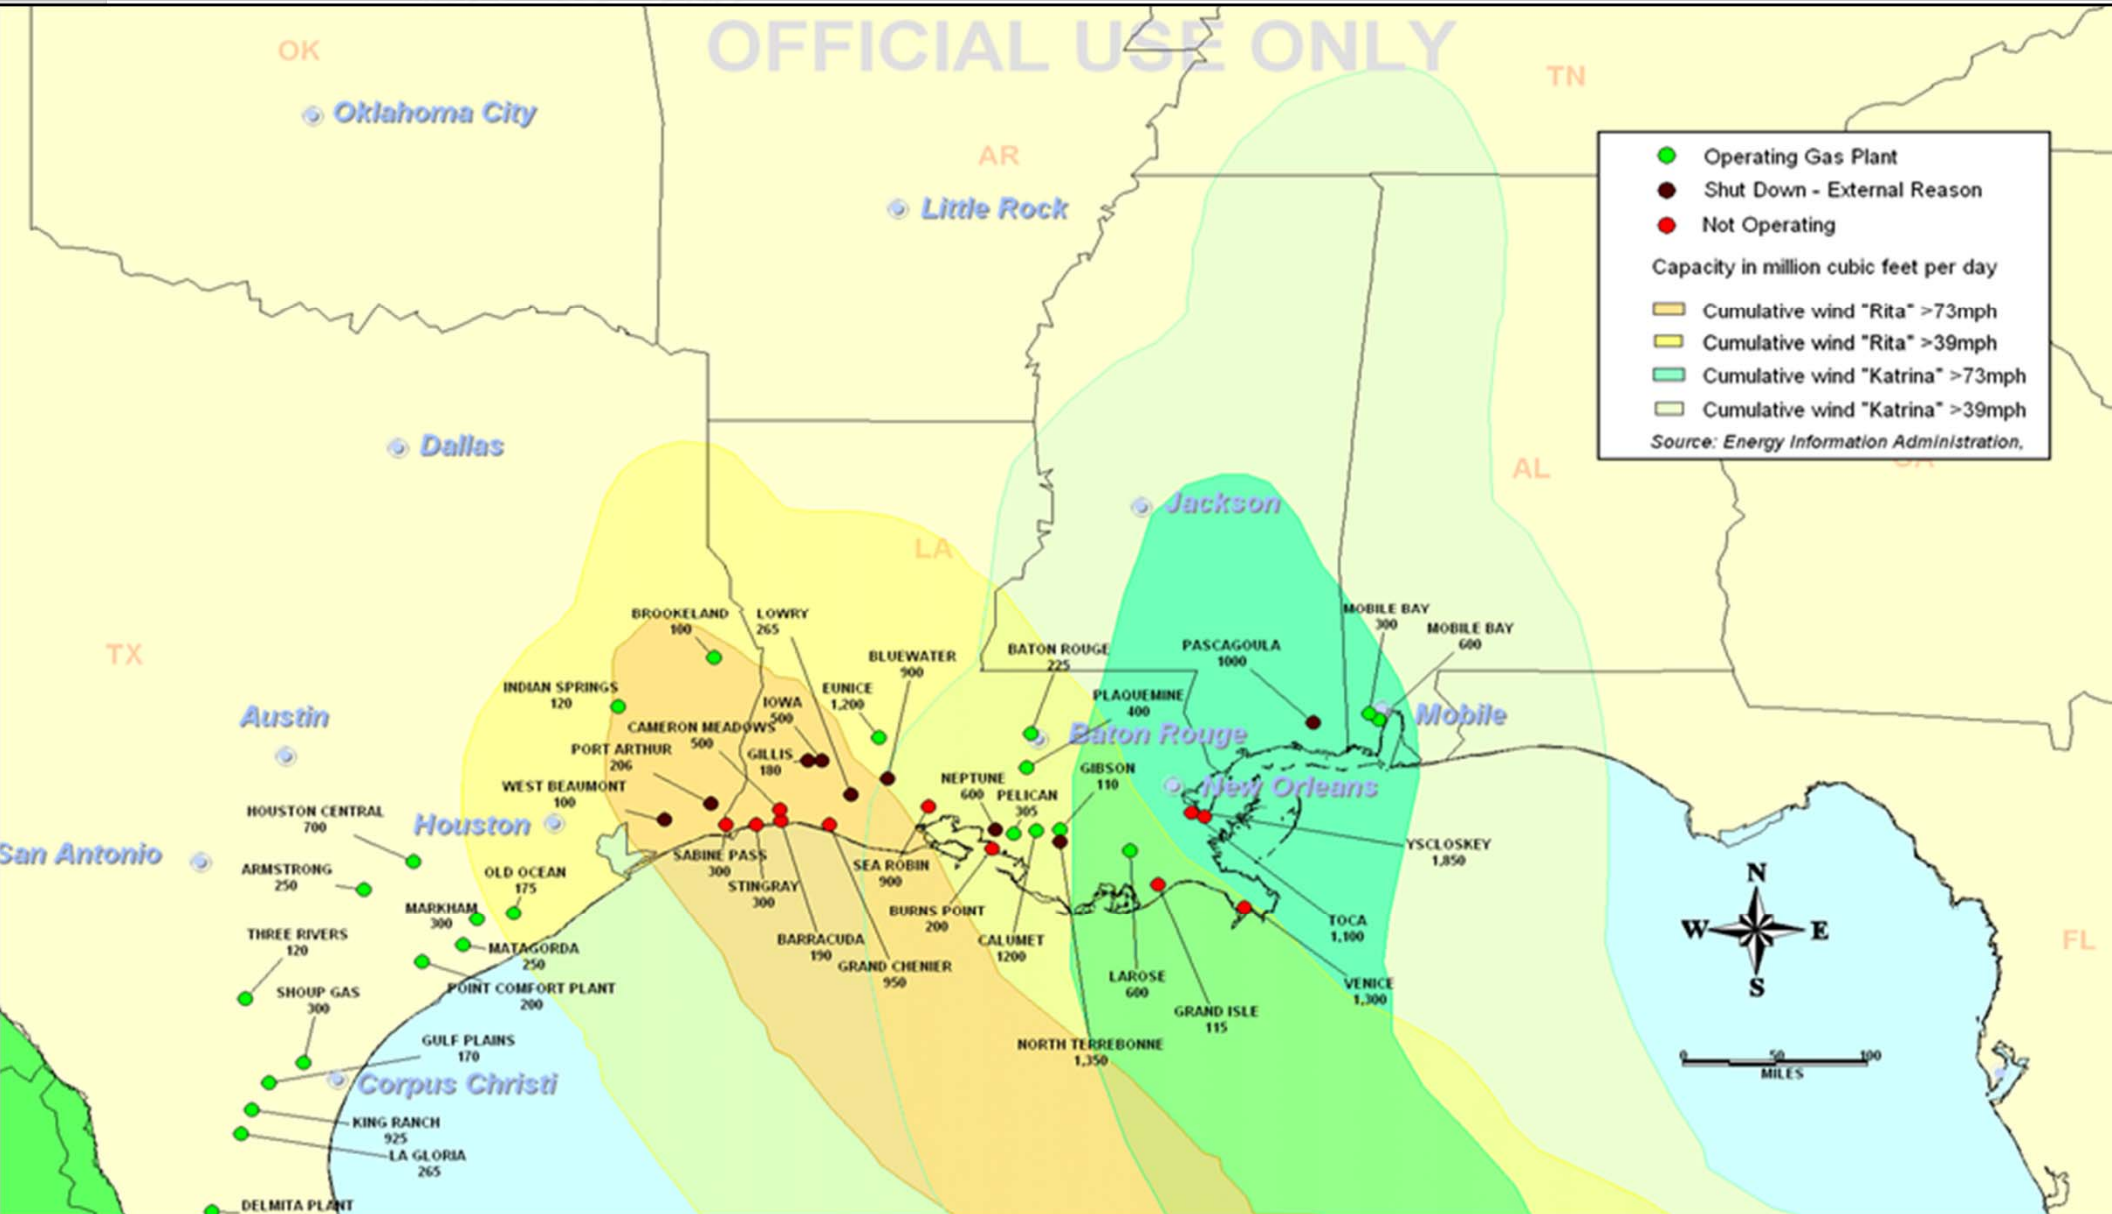 OFFICIAL USE ONLY
OK
TN
Oklahoma City
AR
Little Rock
Operating Gas Plant
Shut Down - External Reason
Not Operating
Capacity in million cubic feet per day
Cumulative wind "Rita" >73mph
Cumulative wind "Rita" >39mph
Cumulative wind "Katrina" >73mph
Cumulative wind "Katrina" >39mph
Source: Energy Information Administration,
Dallas
AL
Jackson
LA
TX
BROOKELAND
100
LOWRY
265
MOBILE BAY
300
MOBILE BAY
600
BATON ROUGE
225
PASCAGOULA
1000
BLUEWATER
900
INDIAN SPRINGS
120
EUNICE
1,200
IOWA
500
PLAQUEMINE
400
Austin
Mobile
CAMERON MEADOWS
500
Baton Rouge
PORT ARTHUR
206
GILLIS
180
WEST BEAUMONT
100
NEPTUNE
600
GIBSON
110
PELICAN
305
New Orleans
HOUSTON CENTRAL
700
Houston
San Antonio
YSCLOSKEY
1,850
SABINE PASS
300
SEA ROBIN
900
ARMSTRONG
250
OLD OCEAN
175
STINGRAY
300
MARKHAM
300
BURNS POINT
200
TOCA
1,100
THREE RIVERS
120
MATAGORDA
250
BARRACUDA
190
CALUMET
1200
GRAND CHENIER
950
LAROSE
600
VENICE
1,300
POINT COMFORT PLANT
200
SHOUP GAS
300
GRAND ISLE
115
GULF PLAINS
170
NORTH TERREBONNE
1,350
Corpus Christi
KING RANCH
925
LA GLORIA
265
DELMITA PLANT
N
W E
S
FL
0 50 100
MILES